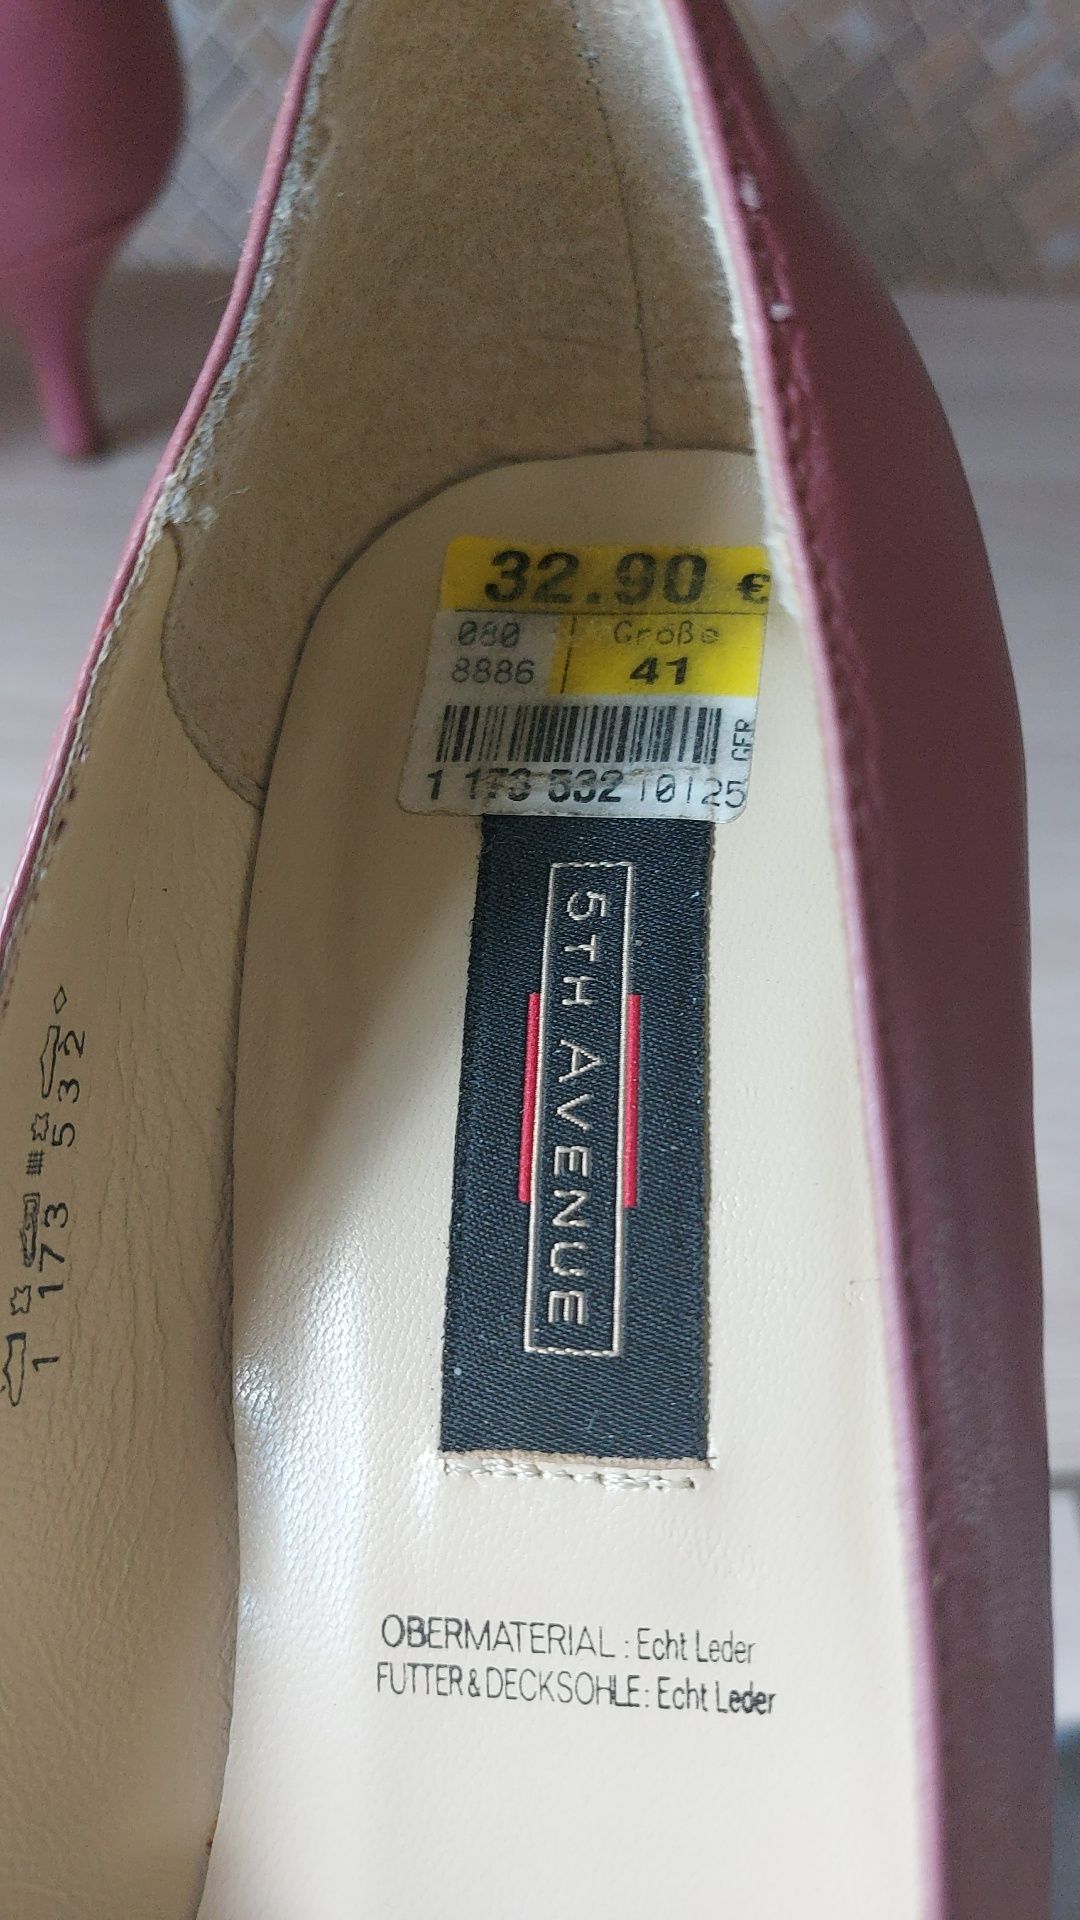 32.90 €
080 Größe
8886 41
GER
1 173 532 10125
5TH AVENUE
1 173 532
OBERMATERIAL : Echt Leder
FUTTER & DECKSOHLE : Echt Leder